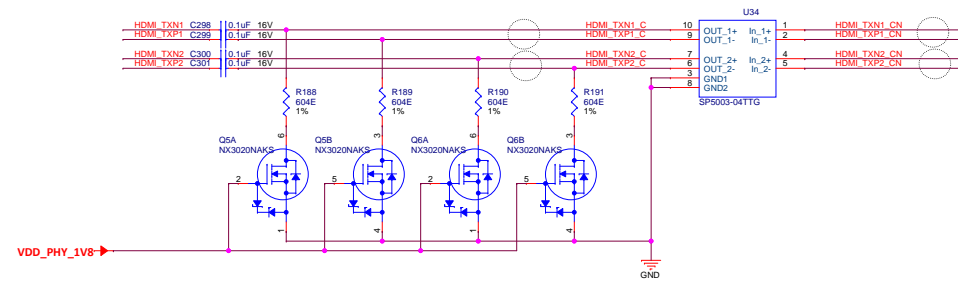 U34
HDMI_TXN1 C298 0.1uF 16V HDMI_TXN1_C 10 OUT_1+ In_1+ 1 HDMI_TXN1_CN
HDMI_TXP1 C299 0.1uF 16V HDMI_TXP1_C 9 OUT_1- In_1- 2 HDMI_TXP1_CN
HDMI_TXN2 C300 0.1uF 16V HDMI_TXN2_C 7 OUT_2+ In_2+ 4 HDMI_TXN2_CN
HDMI_TXP2 C301 0.1uF 16V HDMI_TXP2_C 6 OUT_2- In_2- 5 HDMI_TXP2_CN
3 GND1
8 GND2
SP5003-04TTG
R188 R189 R190 R191
604E 604E 604E 604E
1% 1% 1% 1%
6 3 6 3
Q5A Q5B Q6A Q6B
NX3020NAKS NX3020NAKS NX3020NAKS NX3020NAKS
2 5 2 5
1 4 1 4
VDD_PHY_1V8
GND